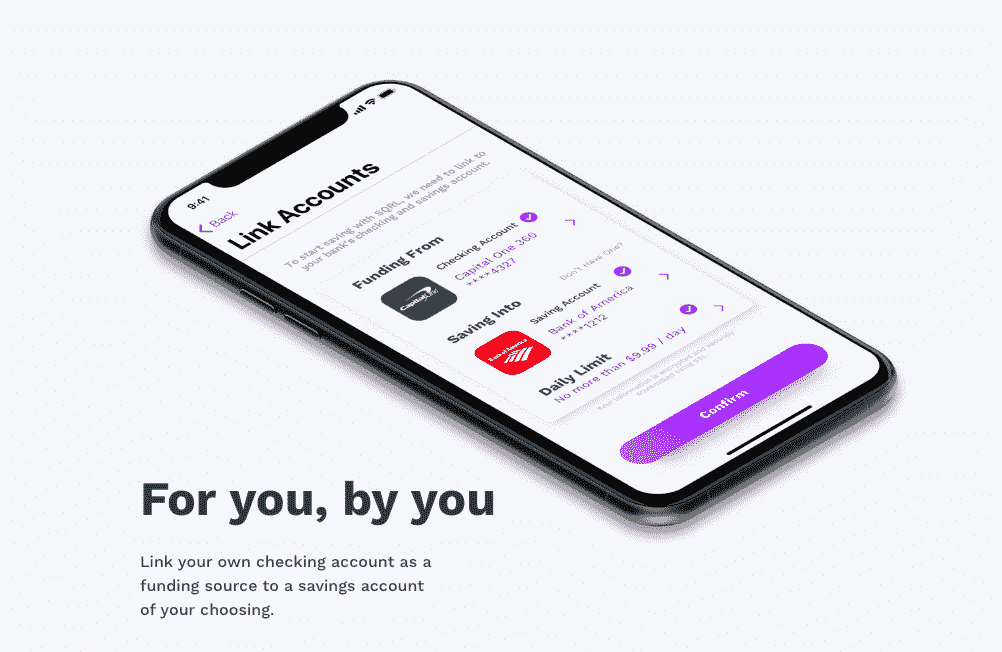 9:41
Back
Link Accounts
To start saving with SQRL, we need to link to
your bank's checking and savings account.
Funding From
Capital One
Checking Account
Capital One 360
****4327
Don't Have One?
Saving Into
Bank of America
Saving Account
Bank of America
****1212
Daily Limit
No more than $9.99 / day
Your information is encrypted and securely
transmitted using SSL.
Confirm
For you, by you
Link your own checking account as a
funding source to a savings account
of your choosing.